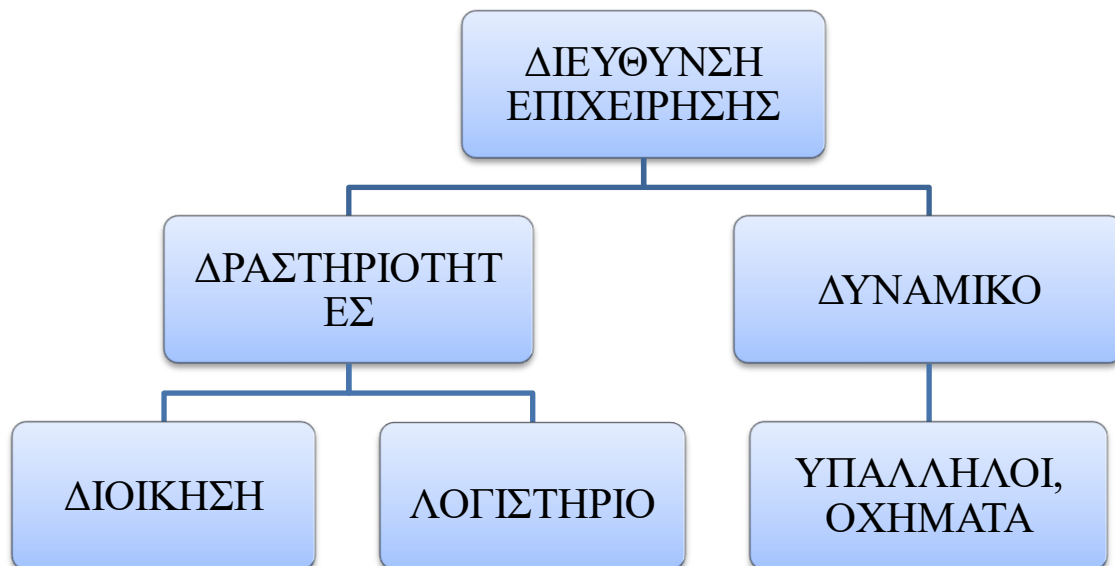 ΔΙΕΥΘΥΝΣΗ
ΕΠΙΧΕΙΡΗΣΗΣ
ΔΡΑΣΤΗΡΙΟΤΗΤ
ΕΣ
ΔΥΝΑΜΙΚΟ
ΔΙΟΙΚΗΣΗ
ΛΟΓΙΣΤΗΡΙΟ
ΥΠΑΛΛΗΛΟΙ,
ΟΧΗΜΑΤΑ